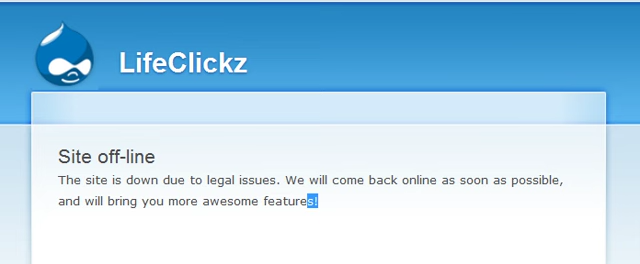 LifeClickz
Site off-line
The site is down due to legal issues. We will come back online as soon as possible,
and will bring you more awesome features!